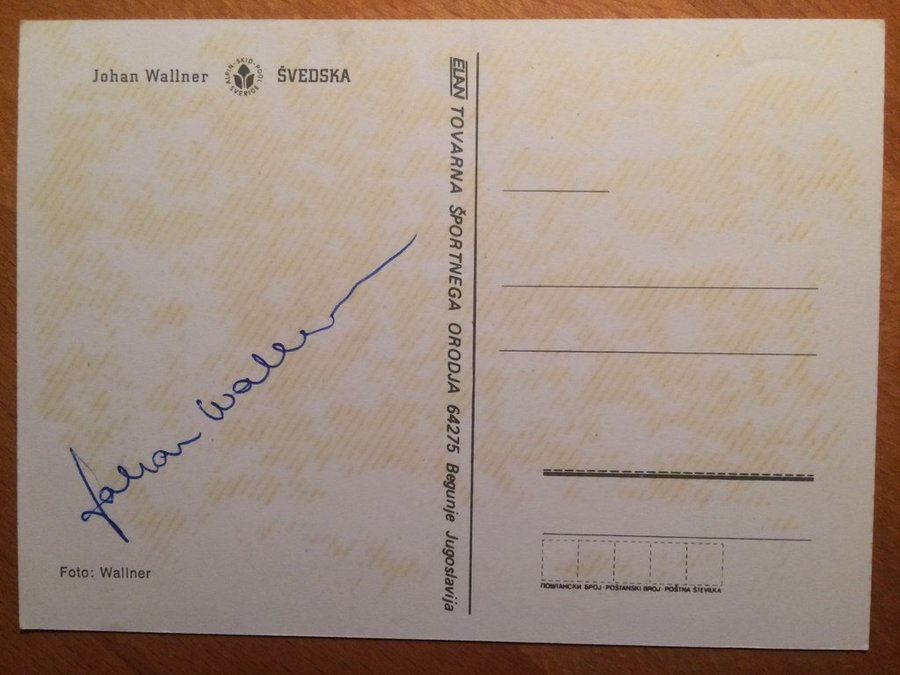 Johan Wallner
ALPIN-SKID-POOL SVERIGE
ŠVEDSKA
Johan Wallner
Foto: Wallner
ELAN TOVARNA ŠPORTNEGA ORODJA 64275 Begunje Jugoslavija
ПОШТАНСКИ БРОЈ · POŠTANSKI BROJ · POŠTNA ŠTEVILKA